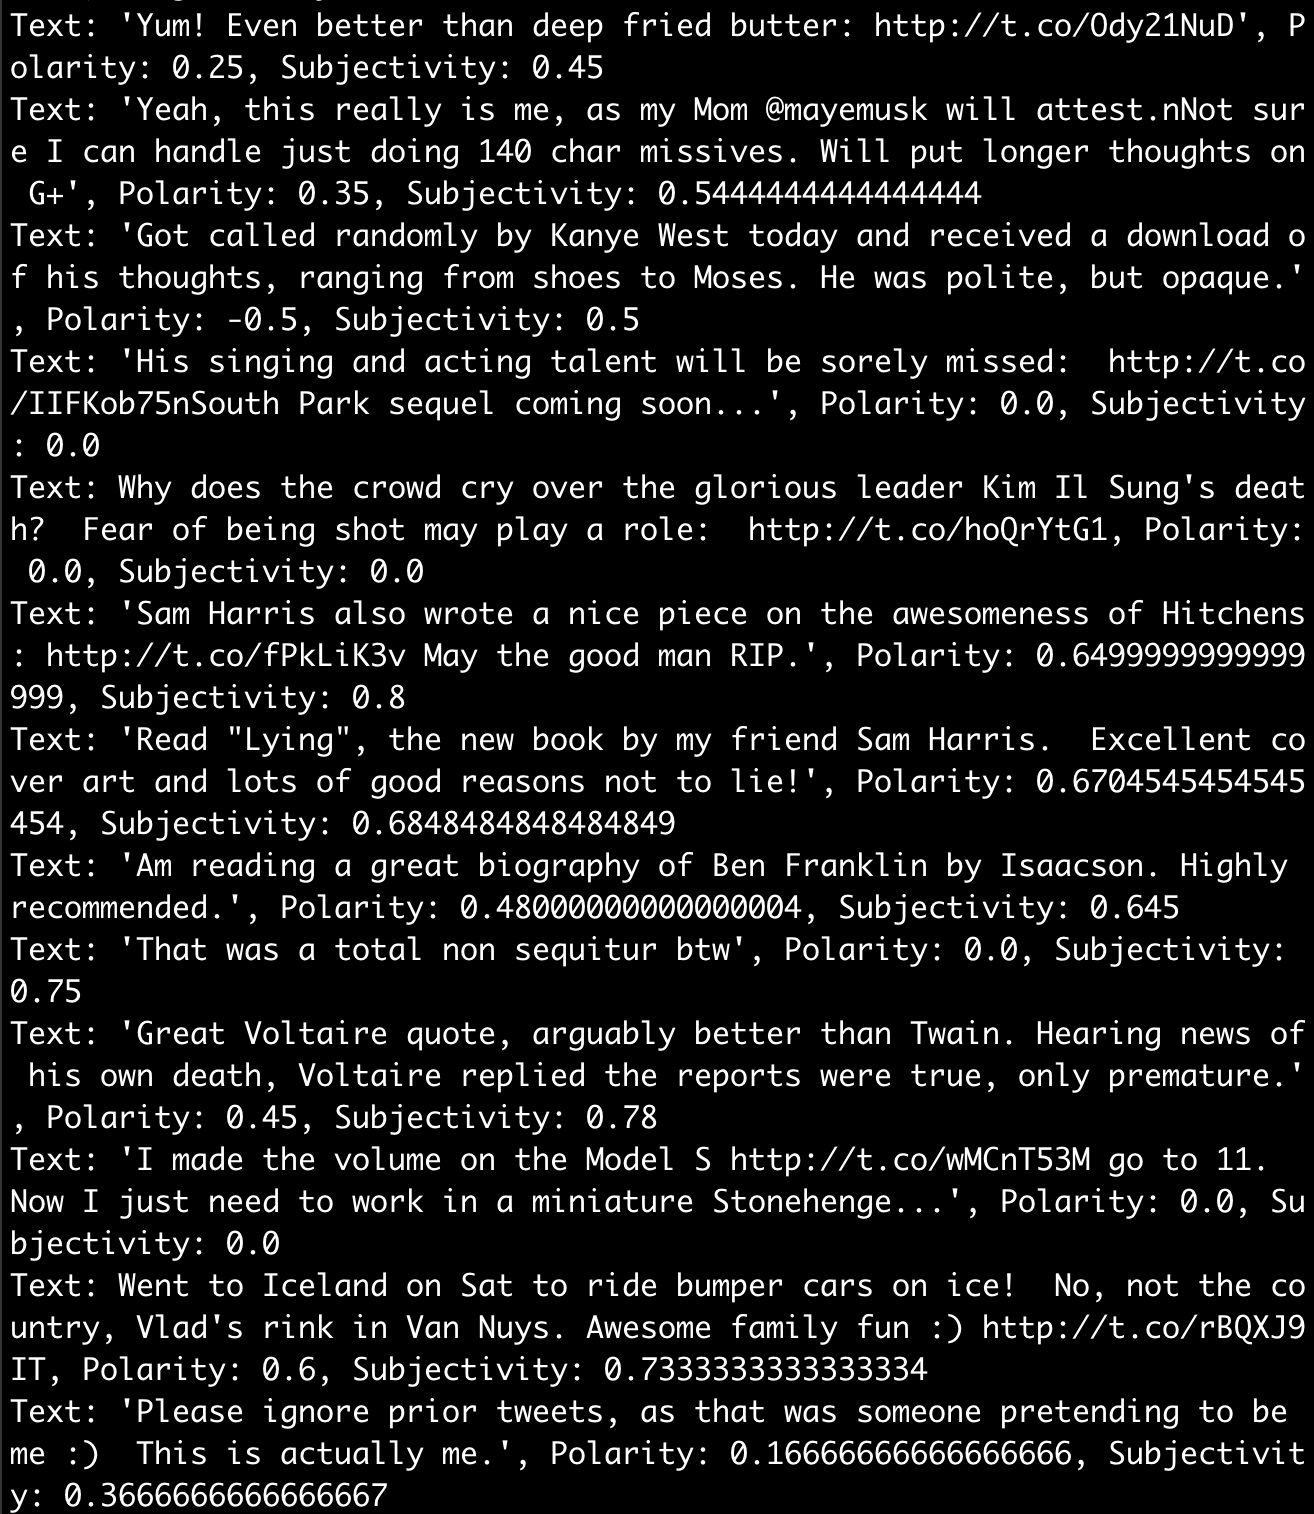 Text: 'Yum! Even better than deep fried butter: http://t.co/Ody21NuD', P
olarity: 0.25, Subjectivity: 0.45
Text: 'Yeah, this really is me, as my Mom @mayemusk will attest.nNot sur
e I can handle just doing 140 char missives. Will put longer thoughts on
 G+', Polarity: 0.35, Subjectivity: 0.5444444444444444
Text: 'Got called randomly by Kanye West today and received a download o
f his thoughts, ranging from shoes to Moses. He was polite, but opaque.'
, Polarity: -0.5, Subjectivity: 0.5
Text: 'His singing and acting talent will be sorely missed:  http://t.co
/IIFKob75nSouth Park sequel coming soon...', Polarity: 0.0, Subjectivity
: 0.0
Text: Why does the crowd cry over the glorious leader Kim Il Sung's deat
h?  Fear of being shot may play a role:  http://t.co/hoQrYtG1, Polarity:
 0.0, Subjectivity: 0.0
Text: 'Sam Harris also wrote a nice piece on the awesomeness of Hitchens
: http://t.co/fPkLiK3v May the good man RIP.', Polarity: 0.6499999999999
999, Subjectivity: 0.8
Text: 'Read "Lying", the new book by my friend Sam Harris.  Excellent co
ver art and lots of good reasons not to lie!', Polarity: 0.6704545454545
454, Subjectivity: 0.6848484848484849
Text: 'Am reading a great biography of Ben Franklin by Isaacson. Highly 
recommended.', Polarity: 0.48000000000000004, Subjectivity: 0.645
Text: 'That was a total non sequitur btw', Polarity: 0.0, Subjectivity: 
0.75
Text: 'Great Voltaire quote, arguably better than Twain. Hearing news of
 his own death, Voltaire replied the reports were true, only premature.'
, Polarity: 0.45, Subjectivity: 0.78
Text: 'I made the volume on the Model S http://t.co/wMCnT53M go to 11.  
Now I just need to work in a miniature Stonehenge...', Polarity: 0.0, Su
bjectivity: 0.0
Text: Went to Iceland on Sat to ride bumper cars on ice!  No, not the co
untry, Vlad's rink in Van Nuys. Awesome family fun :) http://t.co/rBQXJ9
IT, Polarity: 0.6, Subjectivity: 0.7333333333333334
Text: 'Please ignore prior tweets, as that was someone pretending to be 
me :)  This is actually me.', Polarity: 0.16666666666666666, Subjectivit
y: 0.3666666666666667